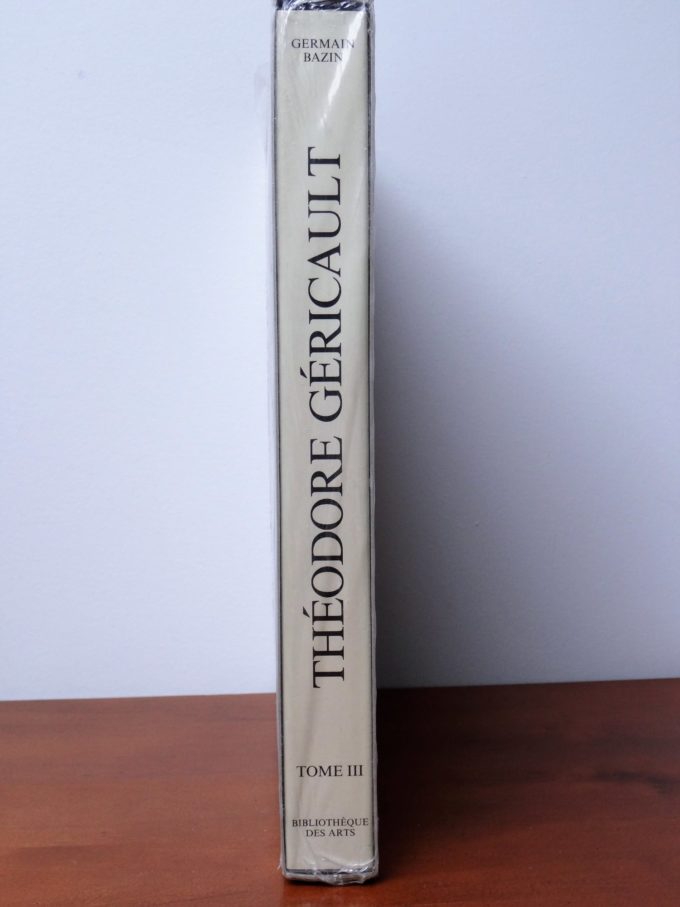 GERMAIN
BAZIN
THÉODORE GÉRICAULT
TOME III
BIBLIOTHÈQUE
DES ARTS